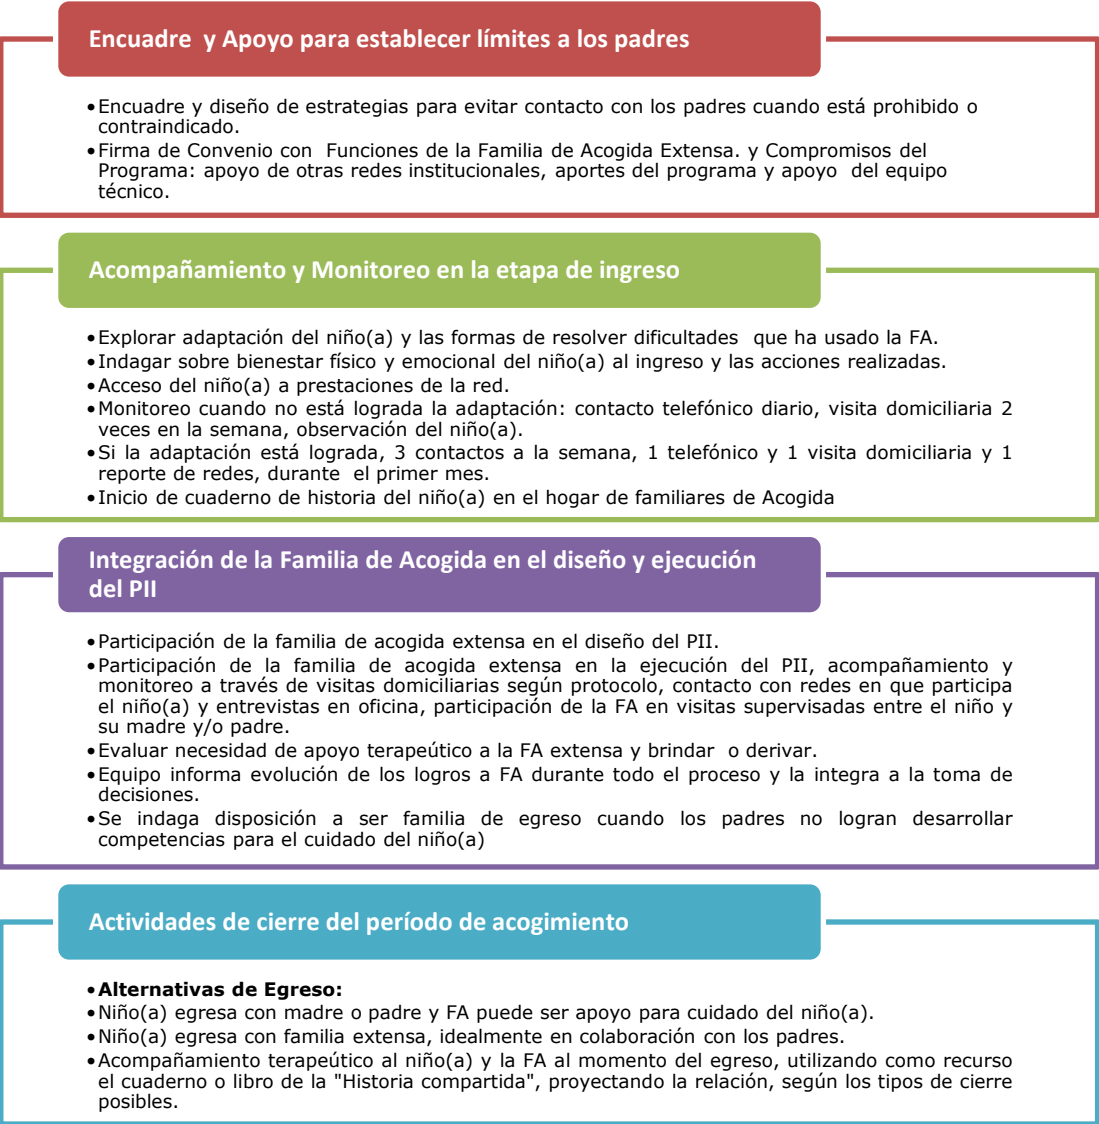 Encuadre y Apoyo para establecer límites a los padres
•Encuadre y diseño de estrategias para evitar contacto con los padres cuando está prohibido o
contraindicado.
•Firma de Convenio con Funciones de la Familia de Acogida Extensa. y Compromisos del
Programa: apoyo de otras redes institucionales, aportes del programa y apoyo del equipo
técnico.
Acompañamiento y Monitoreo en la etapa de ingreso
•Explorar adaptación del niño(a) y las formas de resolver dificultades que ha usado la FA.
•Indagar sobre bienestar físico y emocional del niño(a) al ingreso y las acciones realizadas.
•Acceso del niño(a) a prestaciones de la red.
•Monitoreo cuando no está lograda la adaptación: contacto telefónico diario, visita domiciliaria 2
veces en la semana, observación del niño(a).
•Si la adaptación está lograda, 3 contactos a la semana, 1 telefónico y 1 visita domiciliaria y 1
reporte de redes, durante el primer mes.
•Inicio de cuaderno de historia del niño(a) en el hogar de familiares de Acogida
Integración de la Familia de Acogida en el diseño y ejecución
del PII
•Participación de la familia de acogida extensa en el diseño del PII.
•Participación de la familia de acogida extensa en la ejecución del PII, acompañamiento y
monitoreo a través de visitas domiciliarias según protocolo, contacto con redes en que participa
el niño(a) y entrevistas en oficina, participación de la FA en visitas supervisadas entre el niño y
su madre y/o padre.
•Evaluar necesidad de apoyo terapeútico a la FA extensa y brindar o derivar.
•Equipo informa evolución de los logros a FA durante todo el proceso y la integra a la toma de
decisiones.
•Se indaga disposición a ser familia de egreso cuando los padres no logran desarrollar
competencias para el cuidado del niño(a)
Actividades de cierre del período de acogimiento
•Alternativas de Egreso:
•Niño(a) egresa con madre o padre y FA puede ser apoyo para cuidado del niño(a).
•Niño(a) egresa con familia extensa, idealmente en colaboración con los padres.
•Acompañamiento terapeútico al niño(a) y la FA al momento del egreso, utilizando como recurso
el cuaderno o libro de la "Historia compartida", proyectando la relación, según los tipos de cierre
posibles.